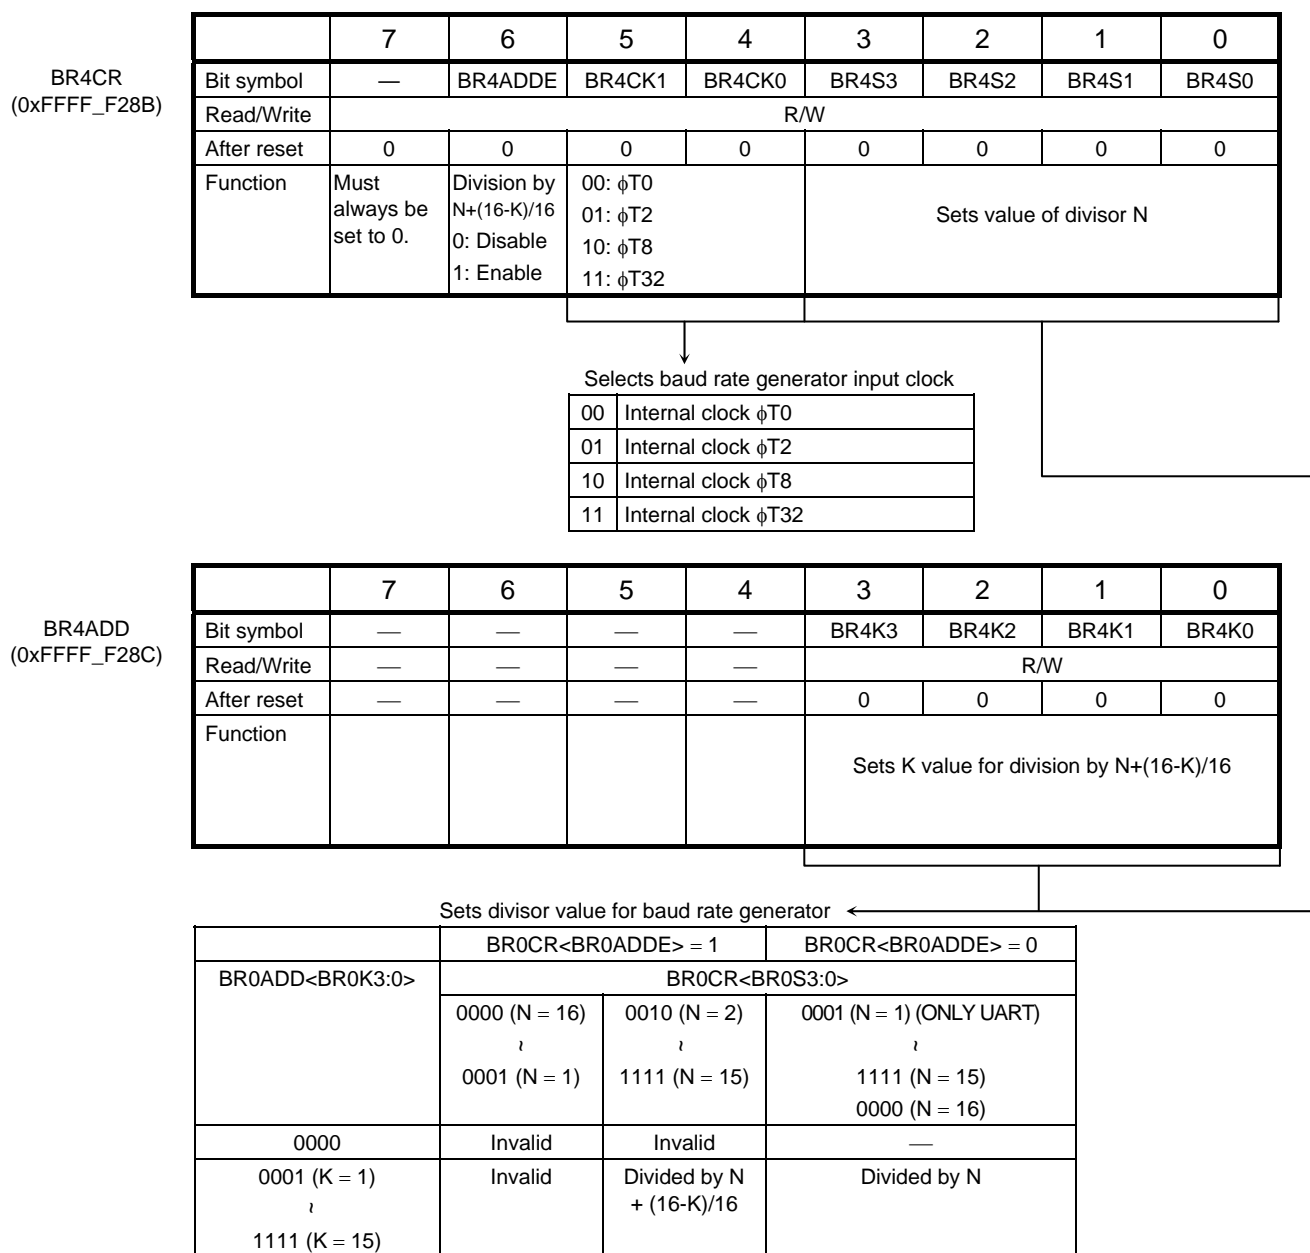 7 6 5 4 3 2 1 0
BR4CR
(0xFFFF_F28B)
Bit symbol — BR4ADDE BR4CK1 BR4CK0 BR4S3 BR4S2 BR4S1 BR4S0
Read/Write R/W
After reset 0 0 0 0 0 0 0 0
Function Must Division by 00: ϕT0
always be N+(16-K)/16 01: ϕT2 Sets value of divisor N
set to 0. 0: Disable 10: ϕT8
1: Enable 11: ϕT32
Selects baud rate generator input clock
00 Internal clock ϕT0
01 Internal clock ϕT2
10 Internal clock ϕT8
11 Internal clock ϕT32
7 6 5 4 3 2 1 0
BR4ADD
(0xFFFF_F28C)
Bit symbol — — — — BR4K3 BR4K2 BR4K1 BR4K0
Read/Write — — — — R/W
After reset — — — — 0 0 0 0
Function
Sets K value for division by N+(16-K)/16
Sets divisor value for baud rate generator
BR0CR<BR0ADDE> = 1 BR0CR<BR0ADDE> = 0
BR0ADD<BR0K3:0> BR0CR<BR0S3:0>
0000 (N = 16) 0010 (N = 2) 0001 (N = 1) (ONLY UART)
~ ~ ~
0001 (N = 1) 1111 (N = 15) 1111 (N = 15)
0000 (N = 16)
0000 Invalid Invalid —
0001 (K = 1) Invalid Divided by N Divided by N
~ + (16-K)/16
1111 (K = 15)